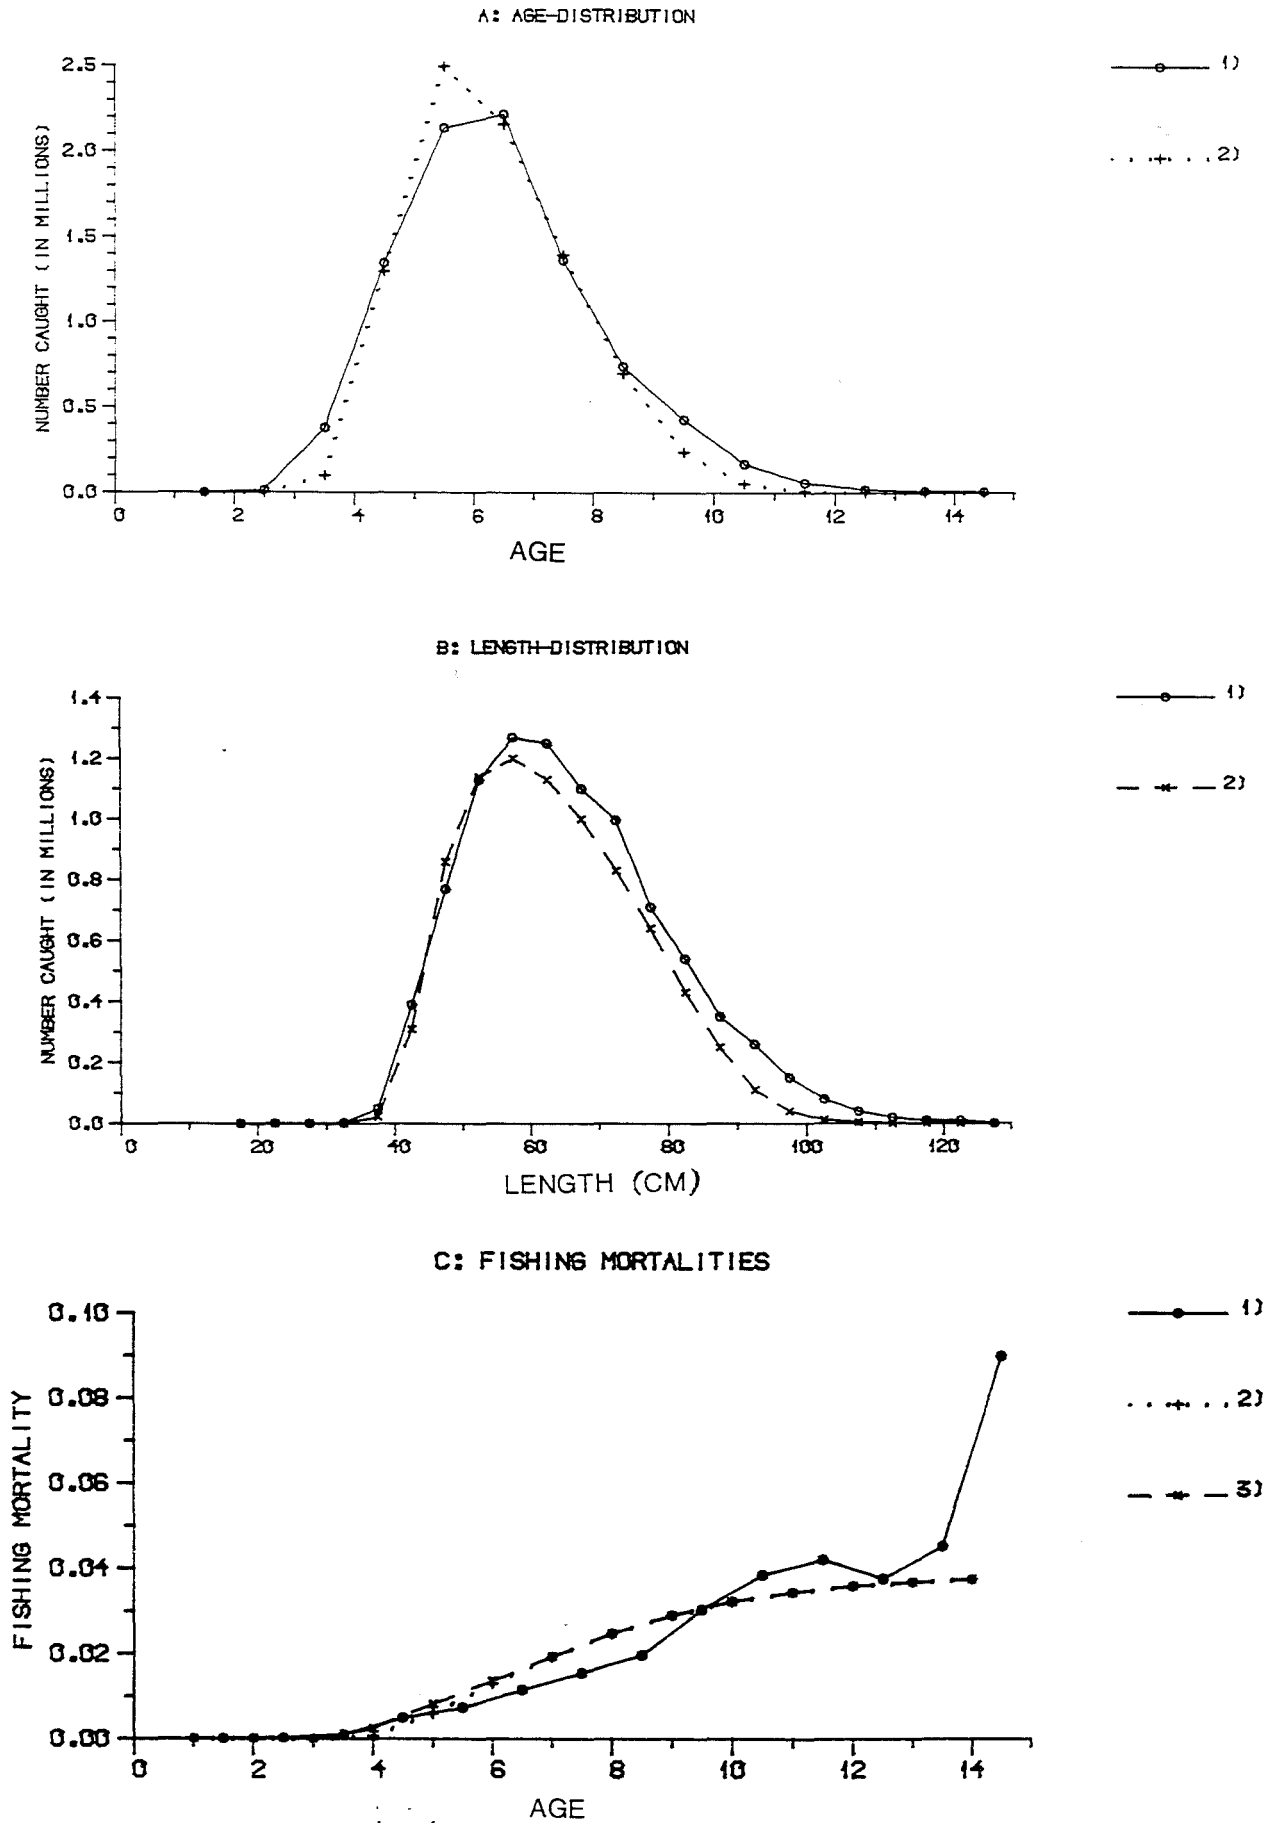 A: AGE-DISTRIBUTION
2.5
2.0
1.5
1.0
0.5
0.0
NUMBER CAUGHT (IN MILLIONS)
0 2 4 6 8 10 12 14
AGE
1)
2)
B: LENGTH-DISTRIBUTION
1.4
1.2
1.0
0.8
0.6
0.4
0.2
0.0
NUMBER CAUGHT (IN MILLIONS)
0 20 40 60 80 100 120
LENGTH (CM)
1)
2)
C: FISHING MORTALITIES
0.10
0.08
0.06
0.04
0.02
0.00
FISHING MORTALITY
0 2 4 6 8 10 12 14
AGE
1)
2)
3)